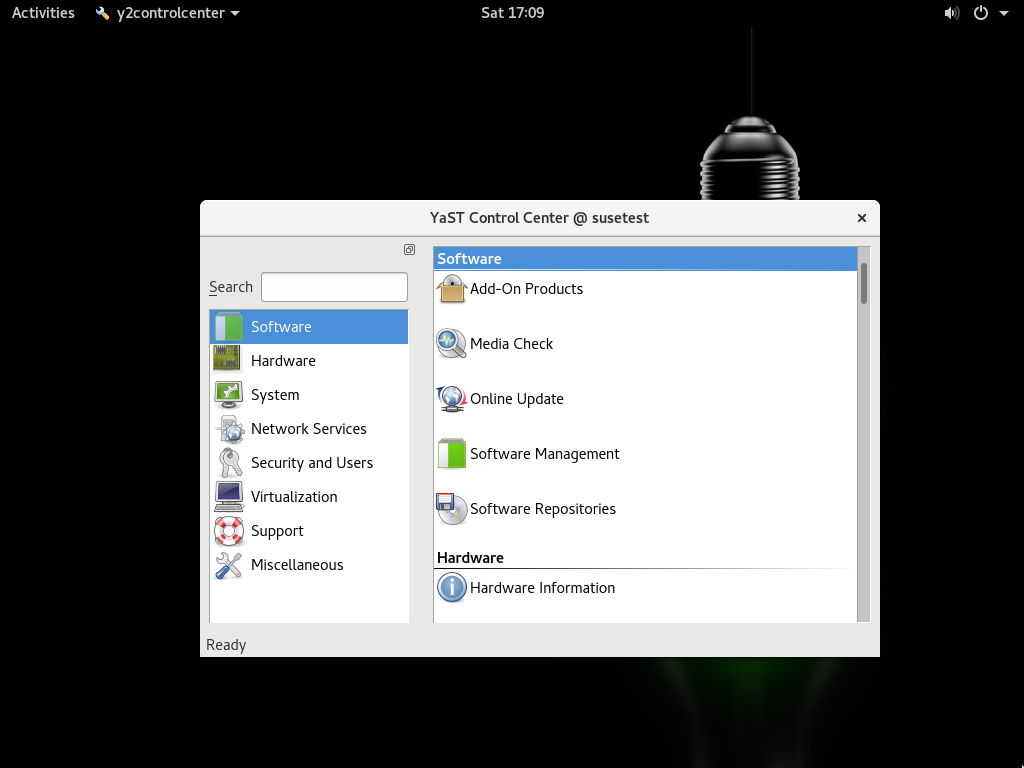 Activities
y2controlcenter
Sat 17:09
YaST Control Center @ susetest
Search
Software
Hardware
System
Network Services
Security and Users
Virtualization
Support
Miscellaneous
Software
Add-On Products
Media Check
Online Update
Software Management
Software Repositories
Hardware
Hardware Information
Ready